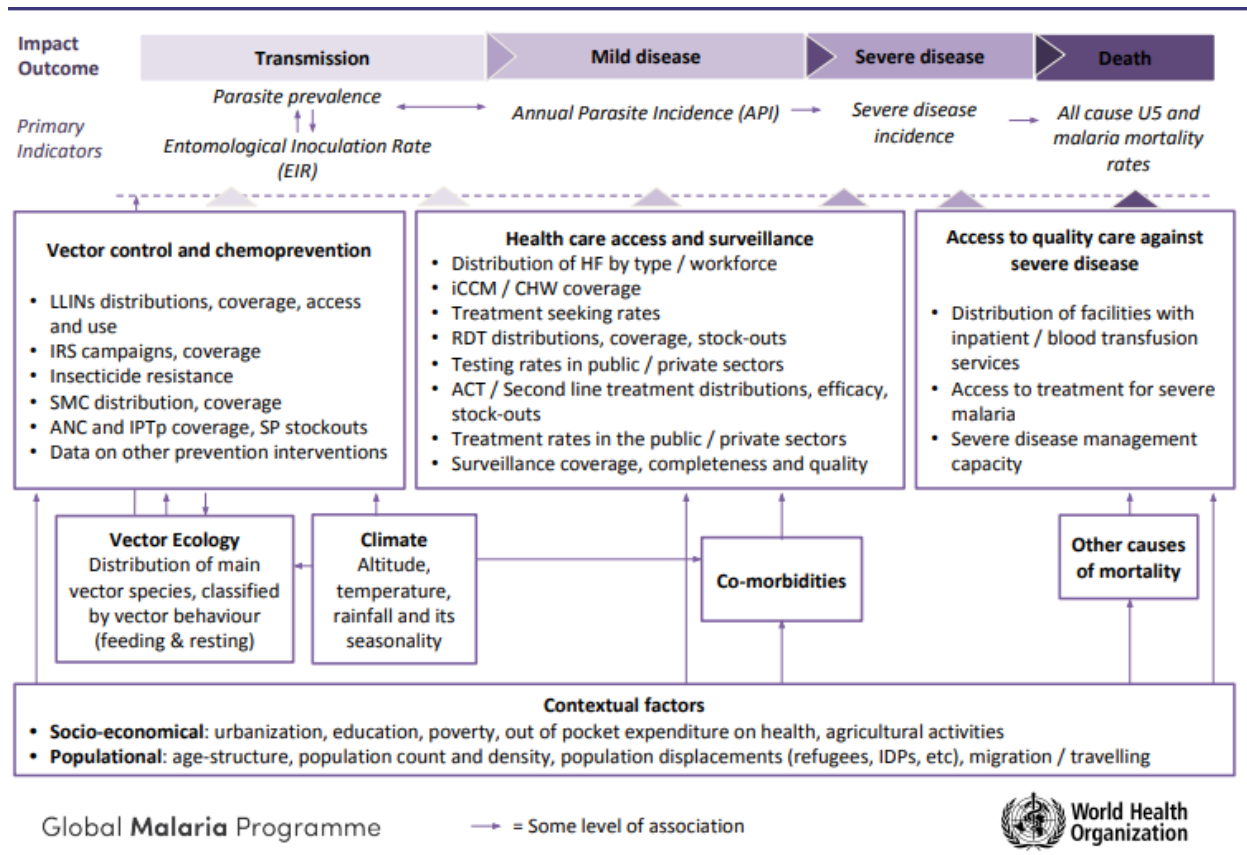 Impact
Outcome
Transmission
Mild disease
Severe disease
Death
Primary
Indicators
Parasite prevalence
Entomological Inoculation Rate
(EIR)
Annual Parasite Incidence (API)
Severe disease
incidence
All cause U5 and
malaria mortality
rates
Vector control and chemoprevention
• LLINs distributions, coverage, access
and use
• IRS campaigns, coverage
• Insecticide resistance
• SMC distribution, coverage
• ANC and IPTp coverage, SP stockouts
• Data on other prevention interventions
Health care access and surveillance
• Distribution of HF by type / workforce
• iCCM / CHW coverage
• Treatment seeking rates
• RDT distributions, coverage, stock-outs
• Testing rates in public / private sectors
• ACT / Second line treatment distributions, efficacy,
stock-outs
• Treatment rates in the public / private sectors
• Surveillance coverage, completeness and quality
Access to quality care against
severe disease
• Distribution of facilities with
inpatient / blood transfusion
services
• Access to treatment for severe
malaria
• Severe disease management
capacity
Vector Ecology
Distribution of main
vector species, classified
by vector behaviour
(feeding & resting)
Climate
Altitude,
temperature,
rainfall and its
seasonality
Co-morbidities
Other causes
of mortality
Contextual factors
• Socio-economical: urbanization, education, poverty, out of pocket expenditure on health, agricultural activities
• Populational: age-structure, population count and density, population displacements (refugees, IDPs, etc), migration / travelling
Global Malaria Programme
= Some level of association
World Health
Organization